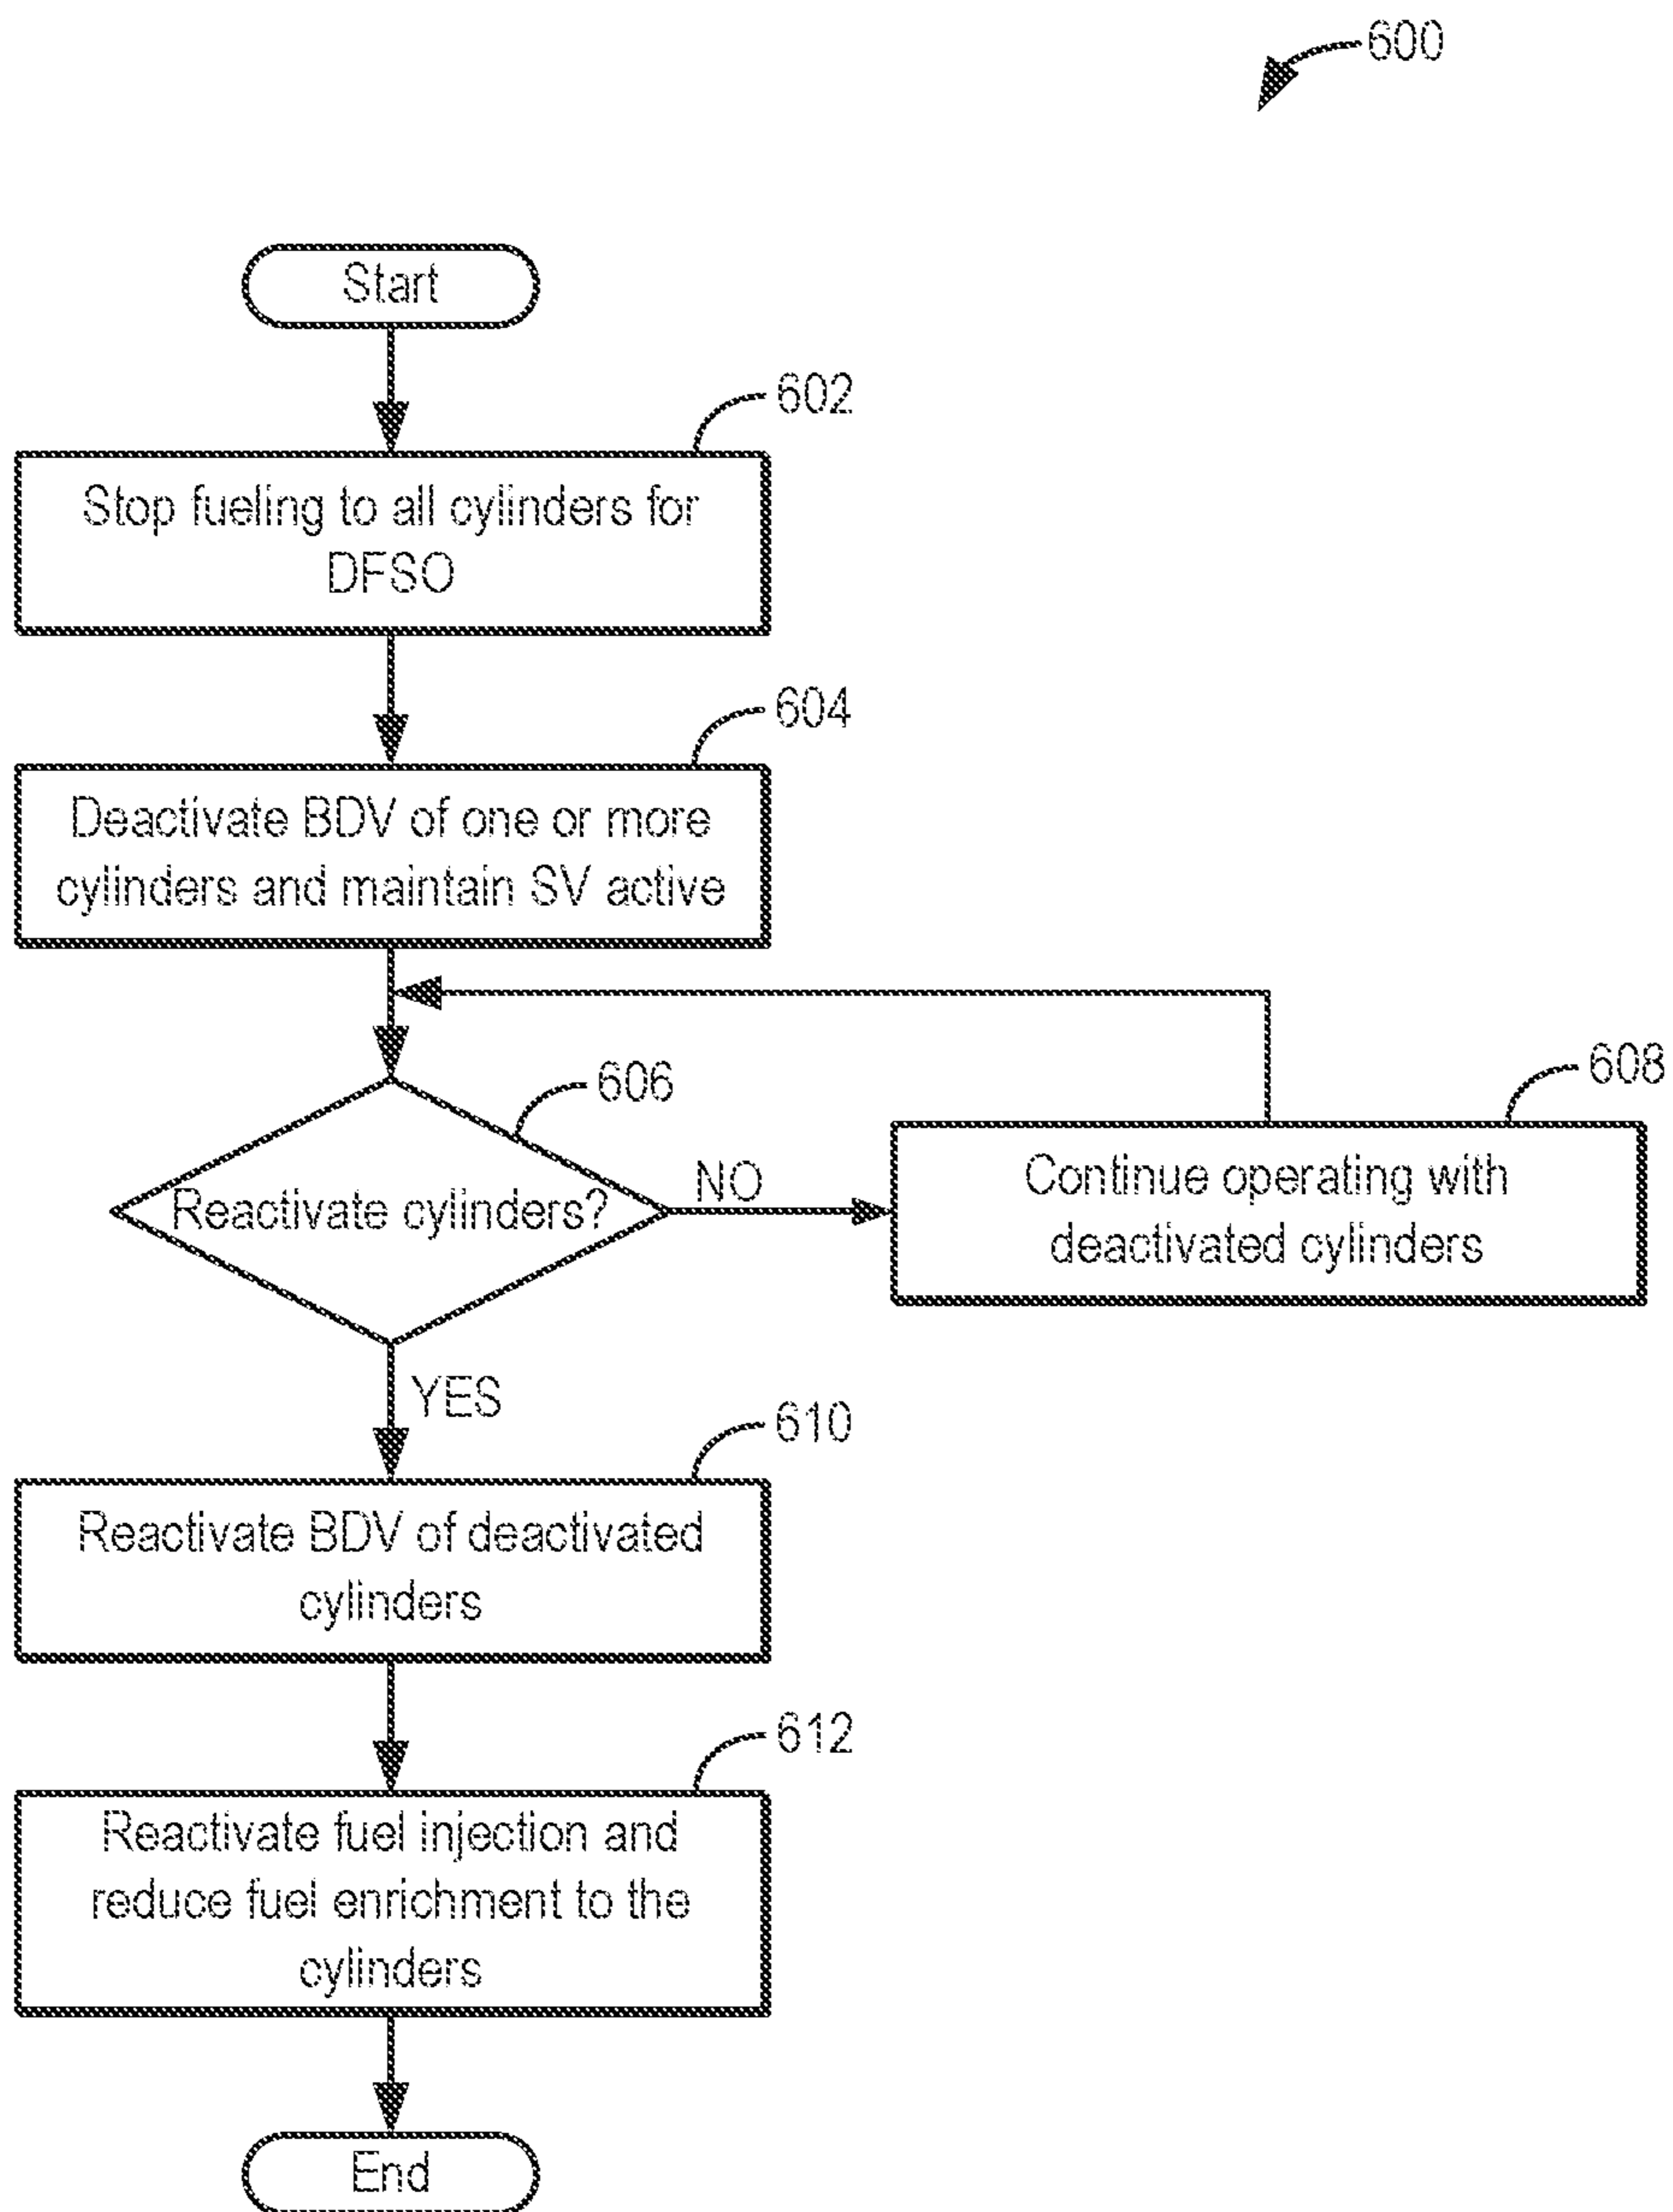 600
Start
602
Stop fueling to all cylinders for
DFSO
604
Deactivate BDV of one or more
cylinders and maintain SV active
606
Reactivate cylinders?
NO
608
Continue operating with
deactivated cylinders
YES
610
Reactivate BDV of deactivated
cylinders
612
Reactivate fuel injection and
reduce fuel enrichment to the
cylinders
End